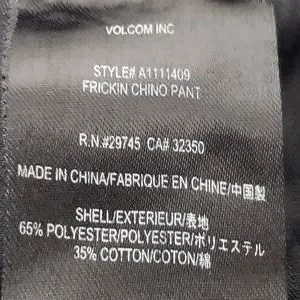 VOLCOM INC
STYLE# A1111409
FRICKIN CHINO PANT
R.N.#29745 CA# 32350
MADE IN CHINA/FABRIQUE EN CHINE/中国製
SHELL/EXTERIEUR/表地
65% POLYESTER/POLYESTER/ポリエステル
35% COTTON/COTON/綿